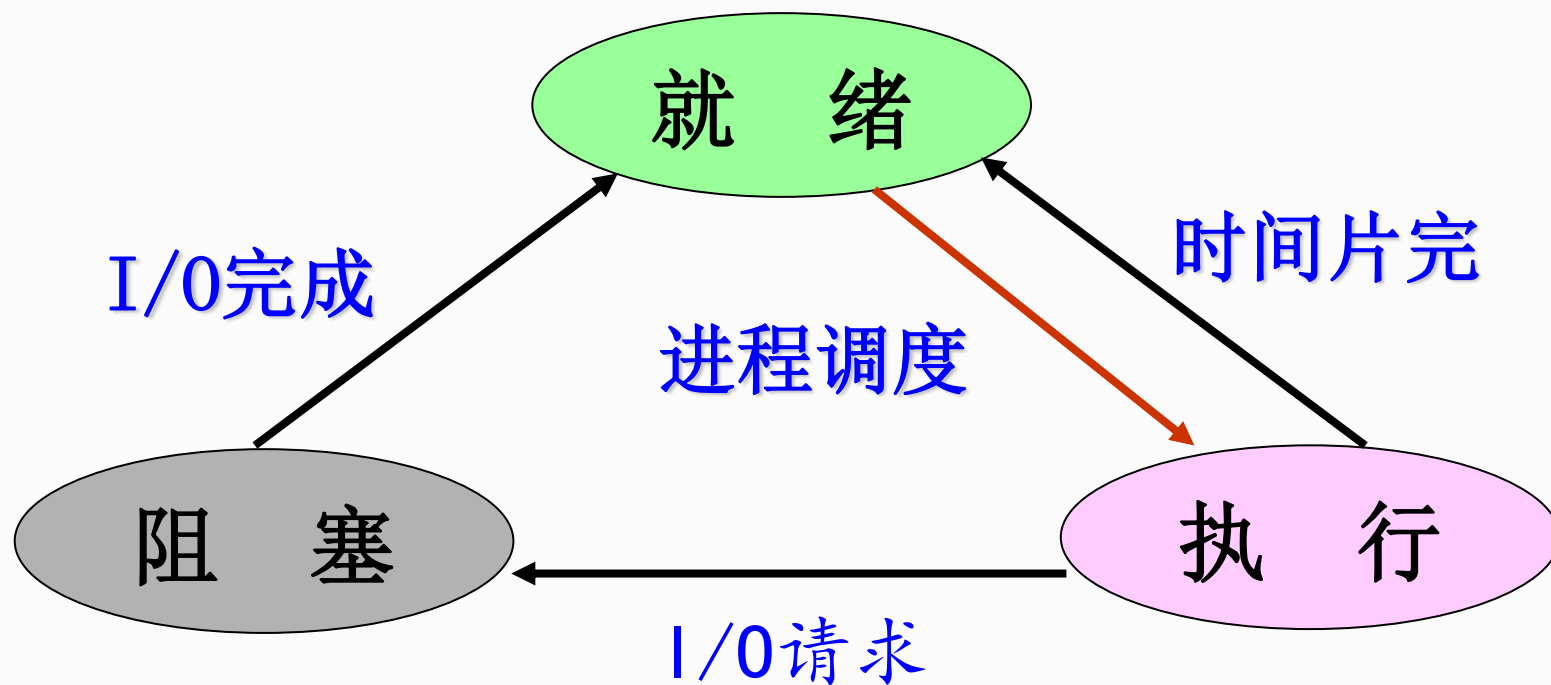 就 绪
时间片完
I/O完成
进程调度
阻 塞
执 行
I/O请求